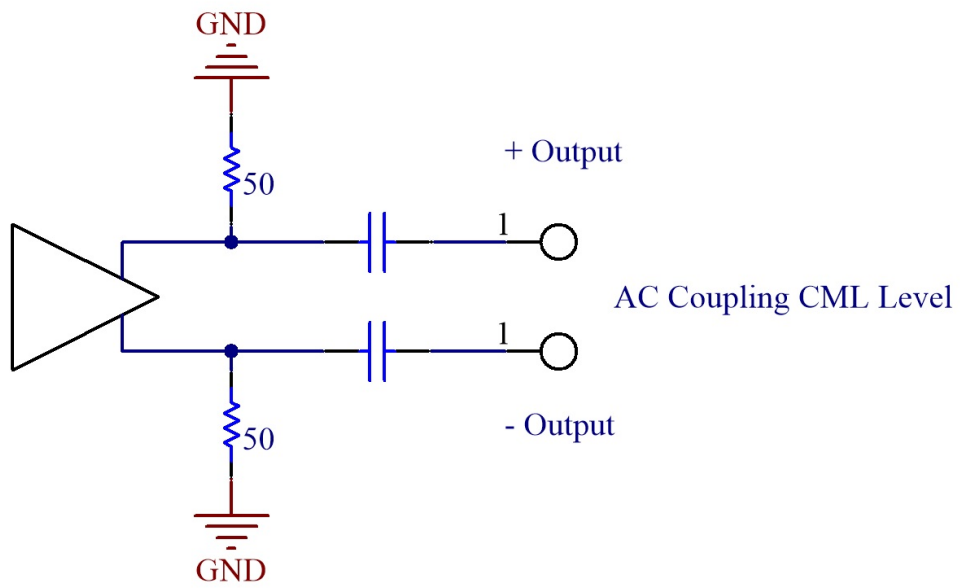 GND
+ Output
50
1
AC Coupling CML Level
1
- Output
50
GND